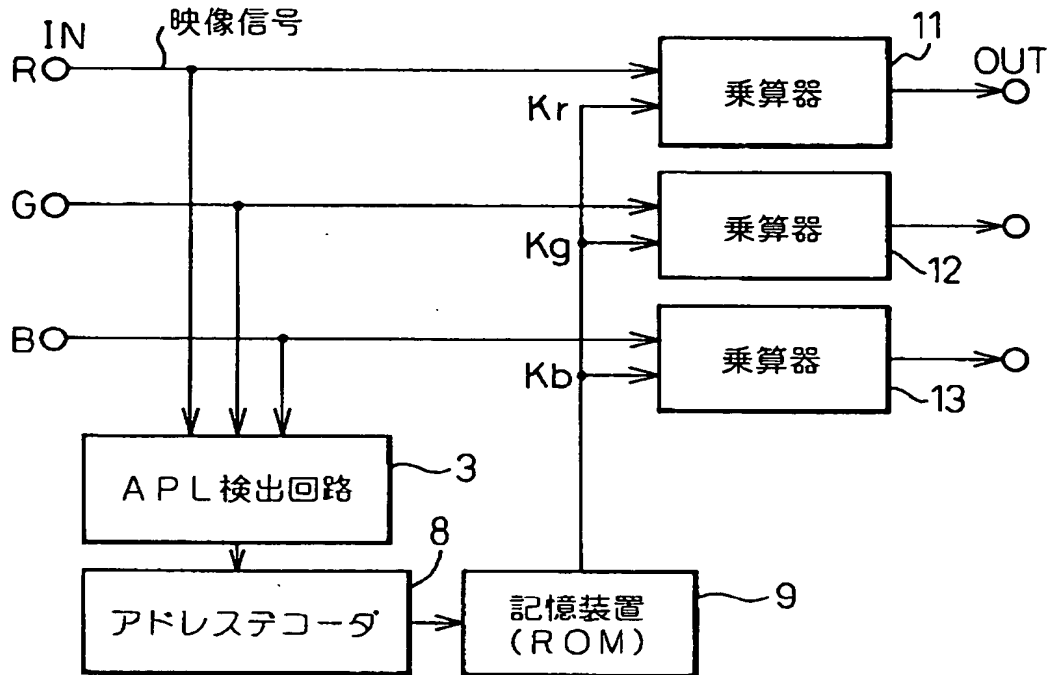 映像信号
IN
R
G
B
Kr
Kg
Kb
乗算器
11
OUT
乗算器
12
乗算器
13
APL検出回路
3
アドレスデコーダ
8
記憶装置
(ROM)
9